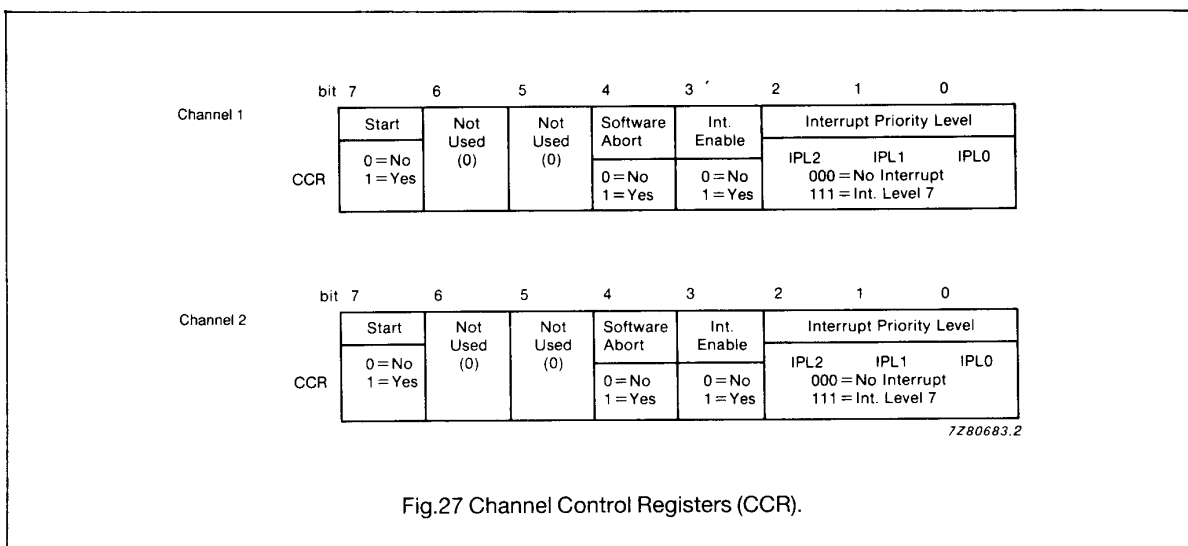 bit 7 6 5 4 3 2 1 0
Channel 1
Start Not Not Software Int. Interrupt Priority Level
Used Used Abort Enable
(0) (0)
0=No 0=No 0=No IPL2 IPL1 IPL0
CCR 1=Yes 1=Yes 1=Yes 000=No Interrupt
111=Int. Level 7
bit 7 6 5 4 3 2 1 0
Channel 2
Start Not Not Software Int. Interrupt Priority Level
Used Used Abort Enable
(0) (0)
0=No 0=No 0=No IPL2 IPL1 IPL0
CCR 1=Yes 1=Yes 1=Yes 000=No Interrupt
111=Int. Level 7
7Z80683.2
Fig.27 Channel Control Registers (CCR).